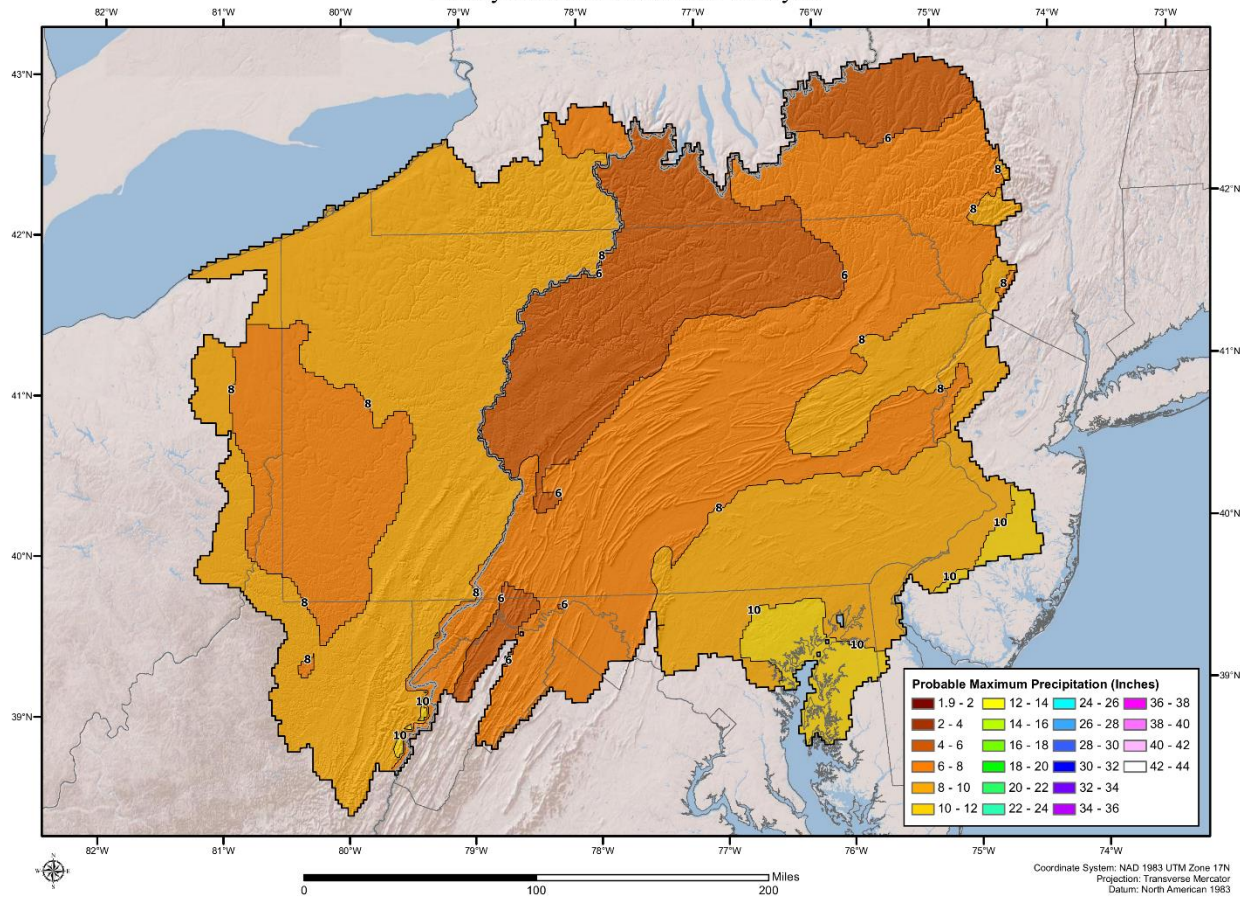 82°W 81°W 80°W 79°W 78°W 77°W 76°W 75°W 74°W 73°W
43°N
42°N 42°N
41°N 41°N
40°N 40°N
39°N 39°N
6
8
8
8
6
6
8
8
8
8
8
6
8
10
10
8
6
6
8
10
10
8
6
10
10
Probable Maximum Precipitation (Inches)
1.9 - 2 12 - 14 24 - 26 36 - 38
2 - 4 14 - 16 26 - 28 38 - 40
4 - 6 16 - 18 28 - 30 40 - 42
6 - 8 18 - 20 30 - 32 42 - 44
8 - 10 20 - 22 32 - 34
10 - 12 22 - 24 34 - 36
82°W 81°W 80°W 79°W 78°W 77°W 76°W 75°W 74°W
N
W E
S
Miles
0 100 200
Coordinate System: NAD 1983 UTM Zone 17N
Projection: Transverse Mercator
Datum: North American 1983